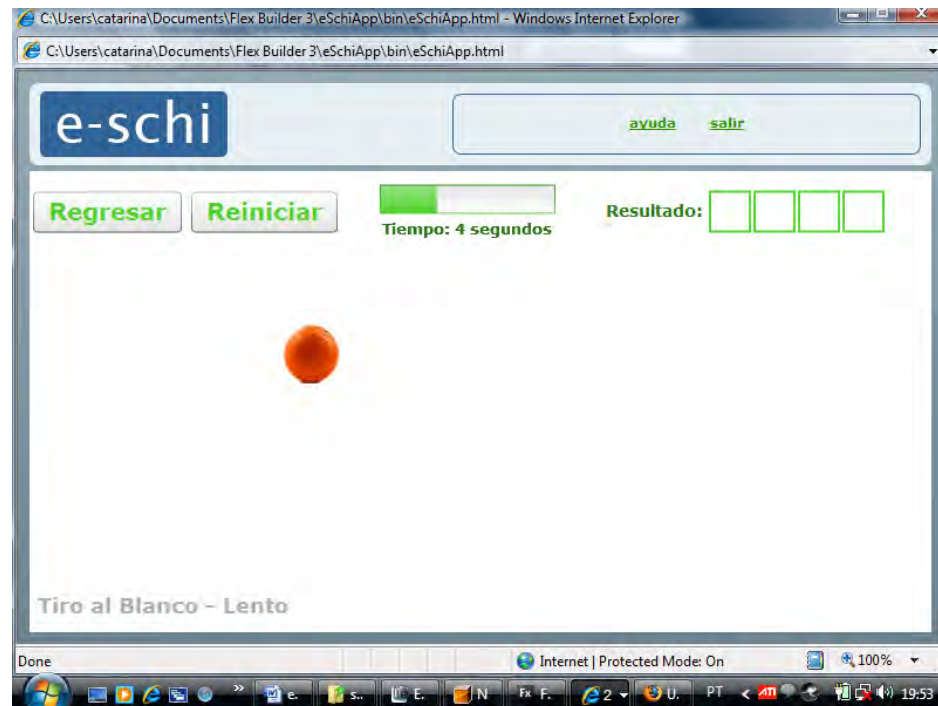 C:\Users\catarina\Documents\Flex Builder 3\eSchiApp\bin\eSchiApp.html - Windows Internet Explorer
C:\Users\catarina\Documents\Flex Builder 3\eSchiApp\bin\eSchiApp.html
e-schi
ayuda salir
Regresar Reiniciar
Tiempo: 4 segundos
Resultado:
Tiro al Blanco - Lento
Done Internet | Protected Mode: On 100%
e. s.. E. N F. 2 U. PT ATI 19:53